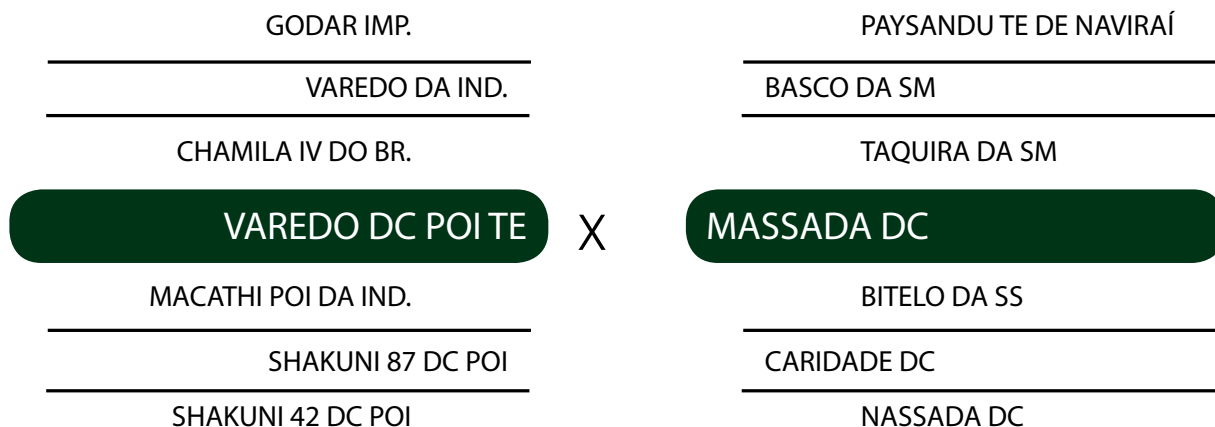 GODAR IMP.
VAREDO DA IND.
CHAMILA IV DO BR.
VAREDO DC POI TE
MACATHI POI DA IND.
SHAKUNI 87 DC POI
SHAKUNI 42 DC POI
X
PAYSANDU TE DE NAVIRAÍ
BASCO DA SM
TAQUIRA DA SM
MASSADA DC
BITELO DA SS
CARIDADE DC
NASSADA DC